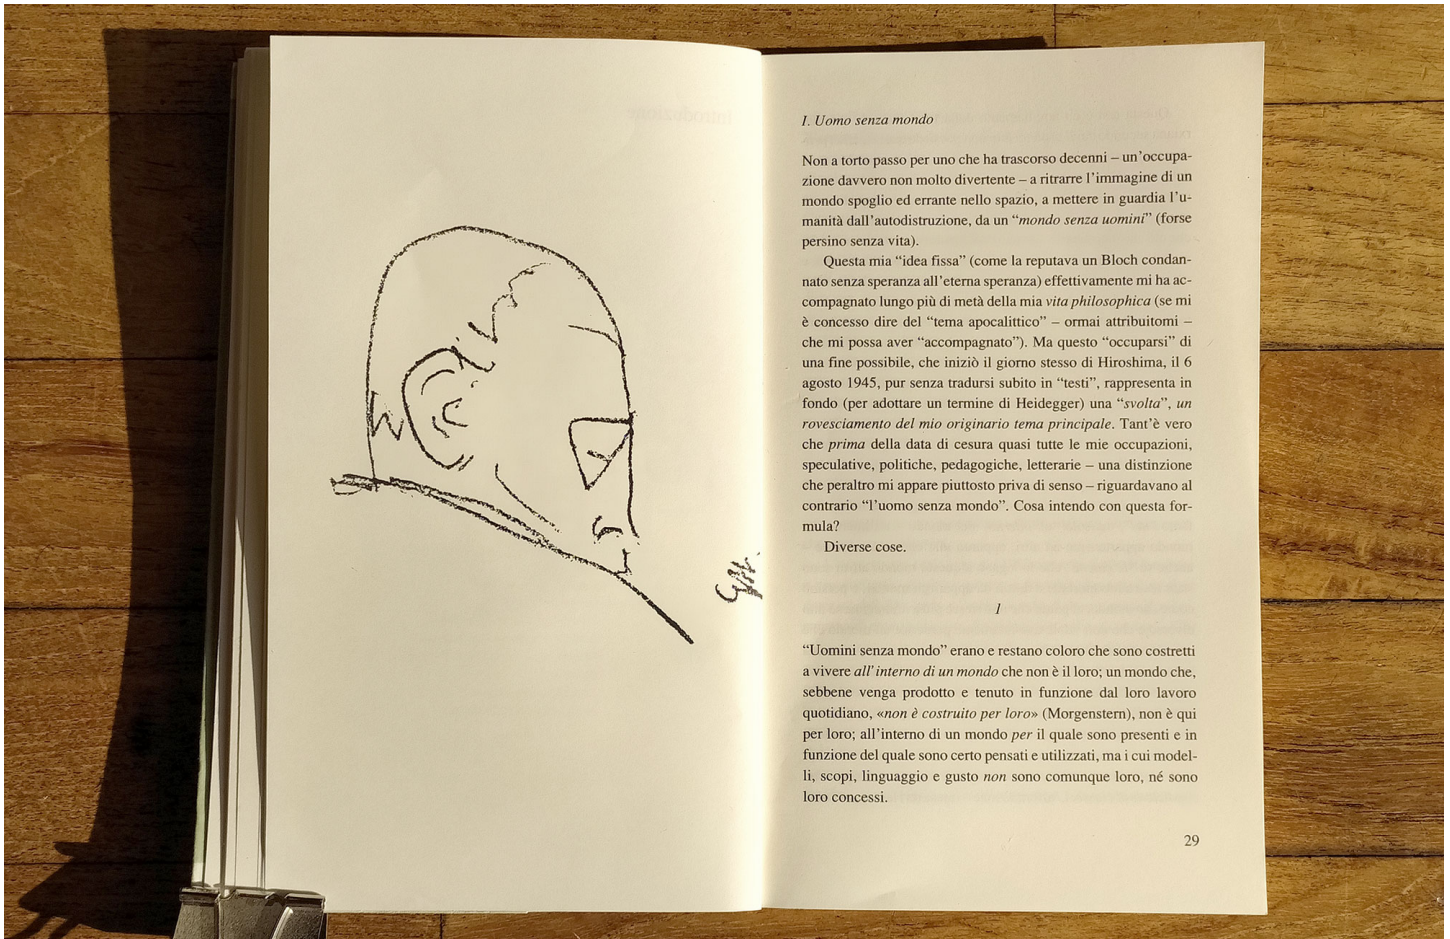 I. Uomo senza mondo
Non a torto passo per uno che ha trascorso decenni – un’occupa-
zione davvero non molto divertente – a ritrarre l’immagine di un
mondo spoglio ed errante nello spazio, a mettere in guardia l’u-
manità dall’autodistruzione, da un “mondo senza uomini” (forse
persino senza vita).
Questa mia “idea fissa” (come la reputava un Bloch condan-
nato senza speranza all’eterna speranza) effettivamente mi ha ac-
compagnato lungo più di metà della mia vita philosophica (se mi
è concesso dire del “tema apocalittico” – ormai attribuitomi –
che mi possa aver “accompagnato”). Ma questo “occuparsi” di
una fine possibile, che iniziò il giorno stesso di Hiroshima, il 6
agosto 1945, pur senza tradursi subito in “testi”, rappresenta in
fondo (per adottare un termine di Heidegger) una “svolta”, un
rovesciamento del mio originario tema principale. Tant’è vero
che prima della data di cesura quasi tutte le mie occupazioni,
speculative, politiche, pedagogiche, letterarie – una distinzione
che peraltro mi appare piuttosto priva di senso – riguardavano al
contrario “l’uomo senza mondo”. Cosa intendo con questa for-
mula?
Diverse cose.
1
“Uomini senza mondo” erano e restano coloro che sono costretti
a vivere all’interno di un mondo che non è il loro; un mondo che,
sebbene venga prodotto e tenuto in funzione dal loro lavoro
quotidiano, «non è costruito per loro» (Morgenstern), non è qui
per loro; all’interno di un mondo per il quale sono presenti e in
funzione del quale sono certo pensati e utilizzati, ma i cui model-
li, scopi, linguaggio e gusto non sono comunque loro, né sono
loro concessi.
29